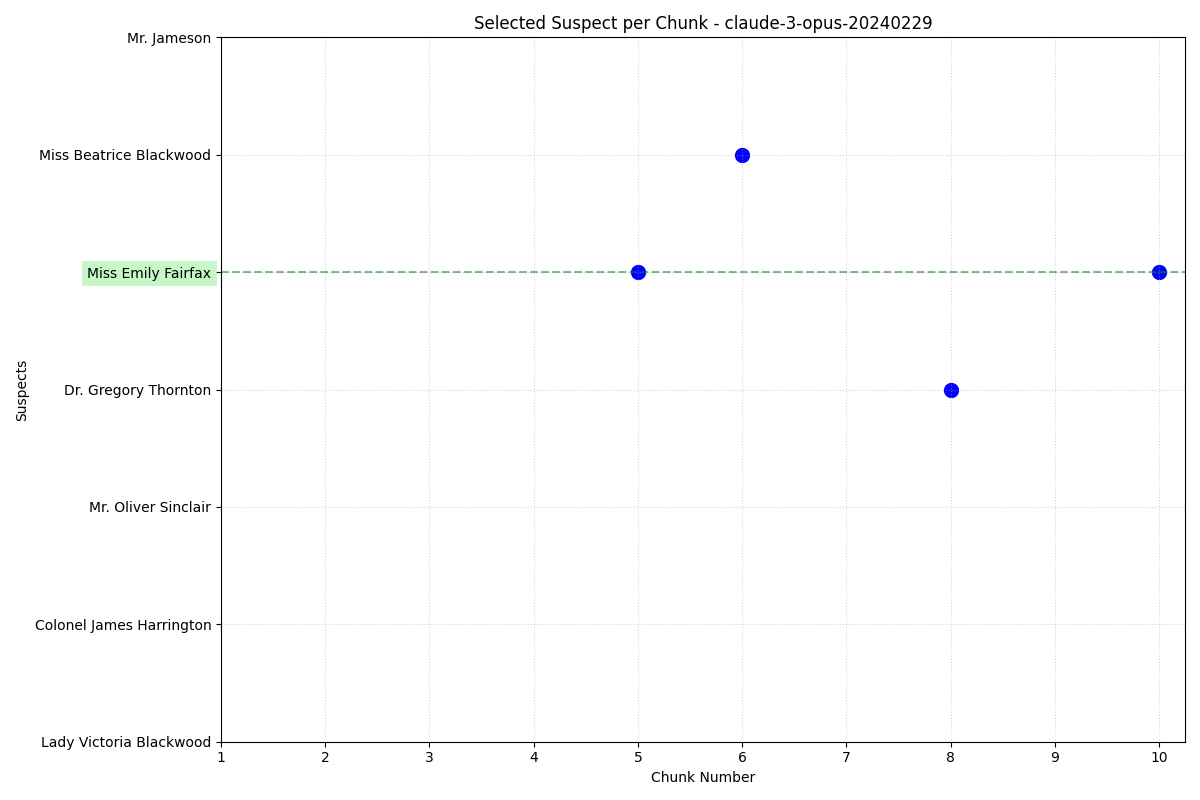 Selected Suspect per Chunk - claude-3-opus-20240229
Mr. Jameson
Miss Beatrice Blackwood
Miss Emily Fairfax
Dr. Gregory Thornton
Mr. Oliver Sinclair
Colonel James Harrington
Lady Victoria Blackwood
Suspects
1 2 3 4 5 6 7 8 9 10
Chunk Number